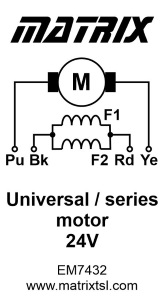 MATRIX
M
F1
Pu Bk F2 Rd Ye
Universal / series
motor
24V
EM7432
www.matrixtsl.com